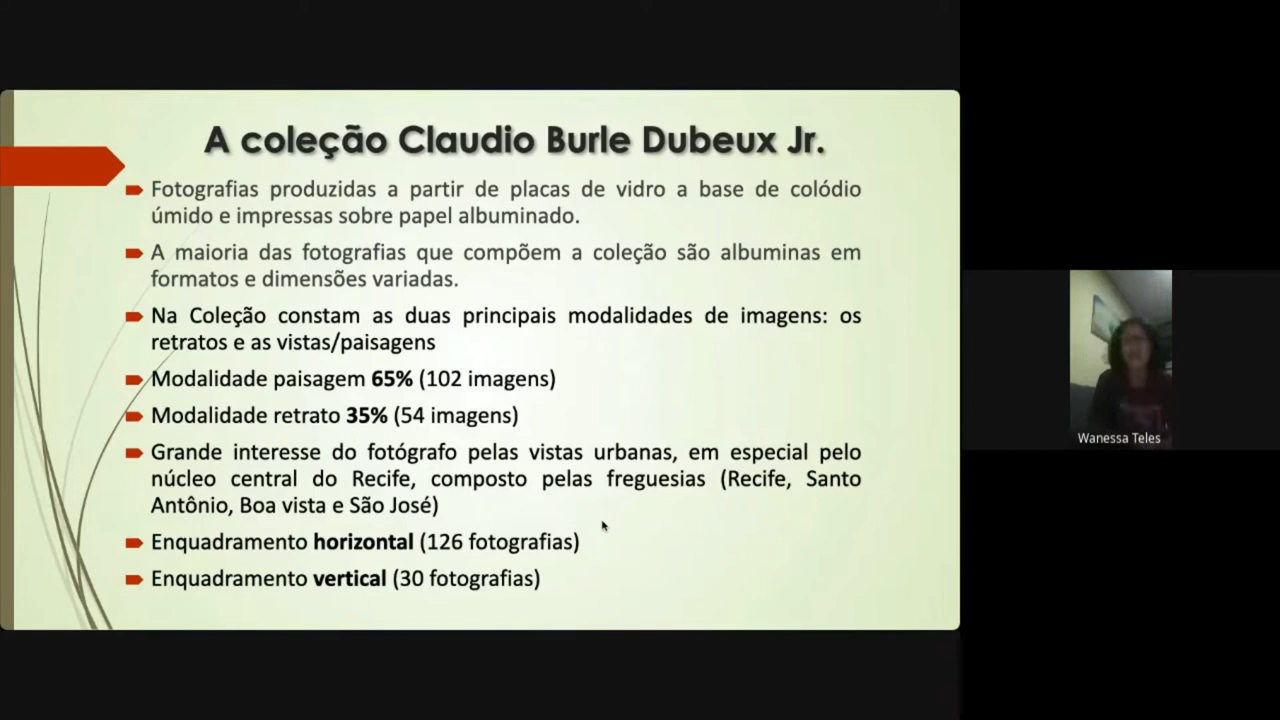 A coleção Claudio Burle Dubeux Jr.
Fotografias produzidas a partir de placas de vidro a base de colódio
úmido e impressas sobre papel albuminado.
A maioria das fotografias que compõem a coleção são albuminas em
formatos e dimensões variadas.
Na Coleção constam as duas principais modalidades de imagens: os
retratos e as vistas/paisagens
Modalidade paisagem 65% (102 imagens)
Modalidade retrato 35% (54 imagens)
Grande interesse do fotógrafo pelas vistas urbanas, em especial pelo
núcleo central do Recife, composto pelas freguesias (Recife, Santo
Antônio, Boa vista e São José)
Enquadramento horizontal (126 fotografias)
Enquadramento vertical (30 fotografias)
Wanessa Teles